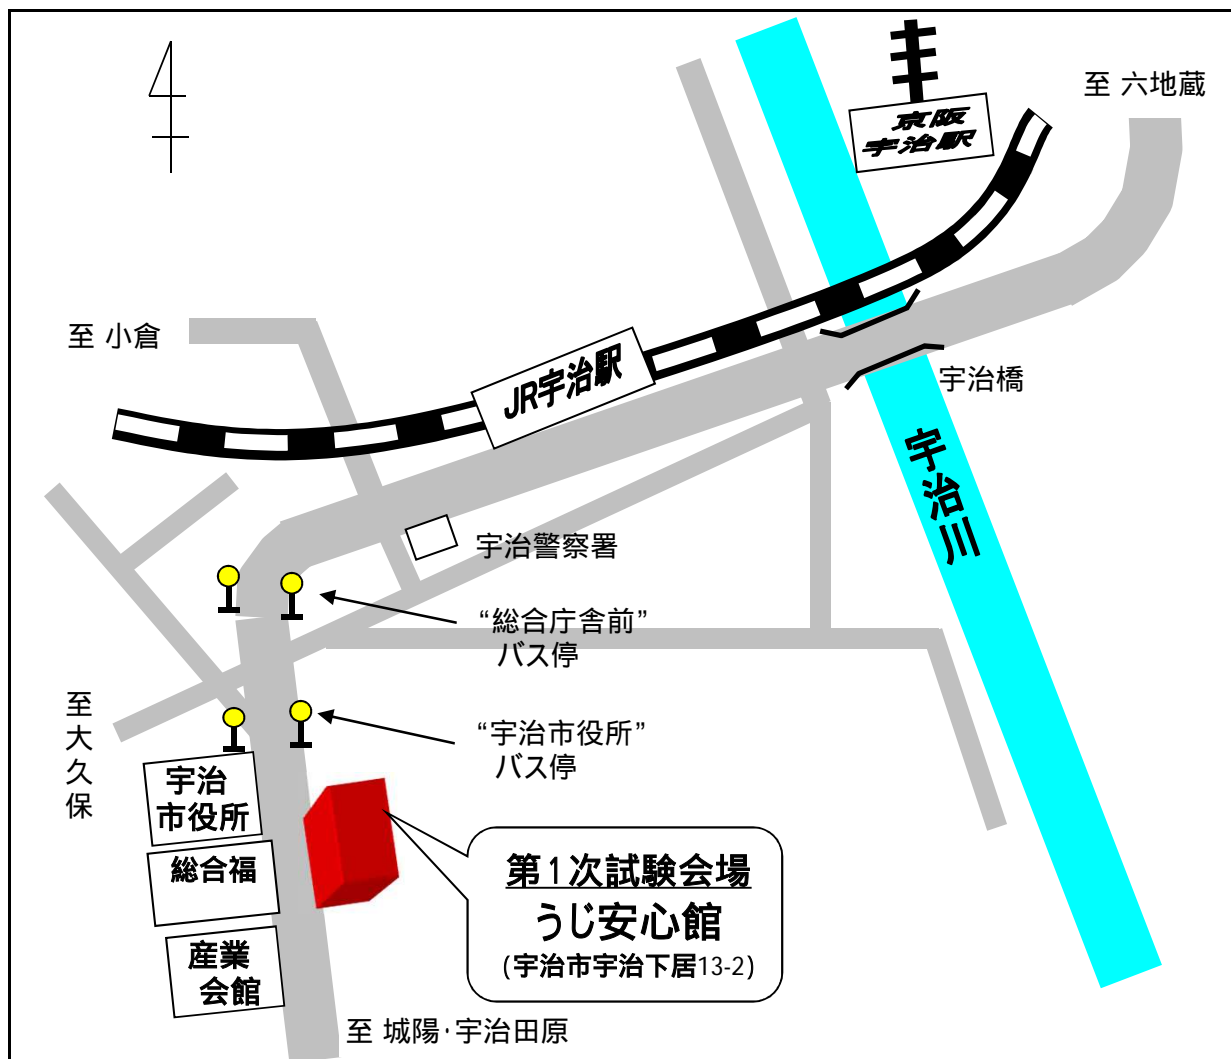 至 六地蔵
京阪
宇治駅
至 小倉
JR宇治駅
宇治橋
宇治川
宇治警察署
“総合庁舎前”
バス停
至大久保
“宇治市役所”
バス停
宇治
市役所
総合福
産業
会館
第1次試験会場
うじ安心館
(宇治市宇治下居13-2)
至 城陽・宇治田原